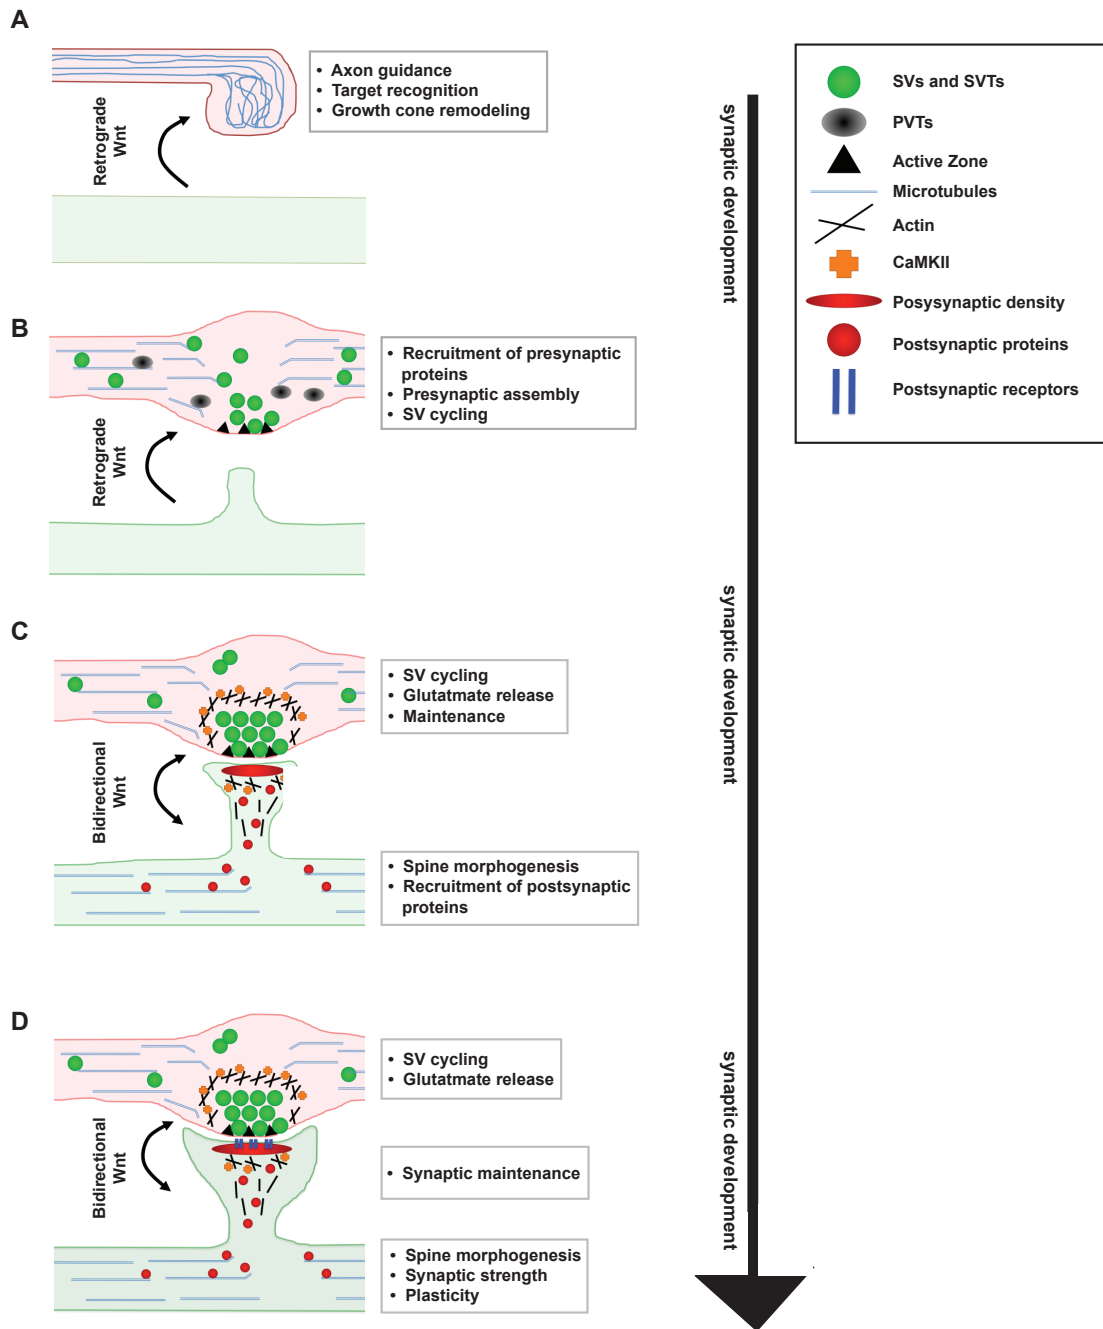 A
• Axon guidance
• Target recognition
• Growth cone remodeling
Retrograde
Wnt
B
• Recruitment of presynaptic
proteins
• Presynaptic assembly
• SV cycling
Retrograde
Wnt
C
• SV cycling
• Glutatmate release
• Maintenance
Bidirectional
Wnt
• Spine morphogenesis
• Recruitment of postsynaptic
proteins
D
• SV cycling
• Glutatmate release
Bidirectional
Wnt
• Synaptic maintenance
• Spine morphogenesis
• Synaptic strength
• Plasticity
synaptic development
synaptic development
synaptic development
SVs and SVTs
PVTs
Active Zone
Microtubules
Actin
CaMKII
Posysynaptic density
Postsynaptic proteins
Postsynaptic receptors